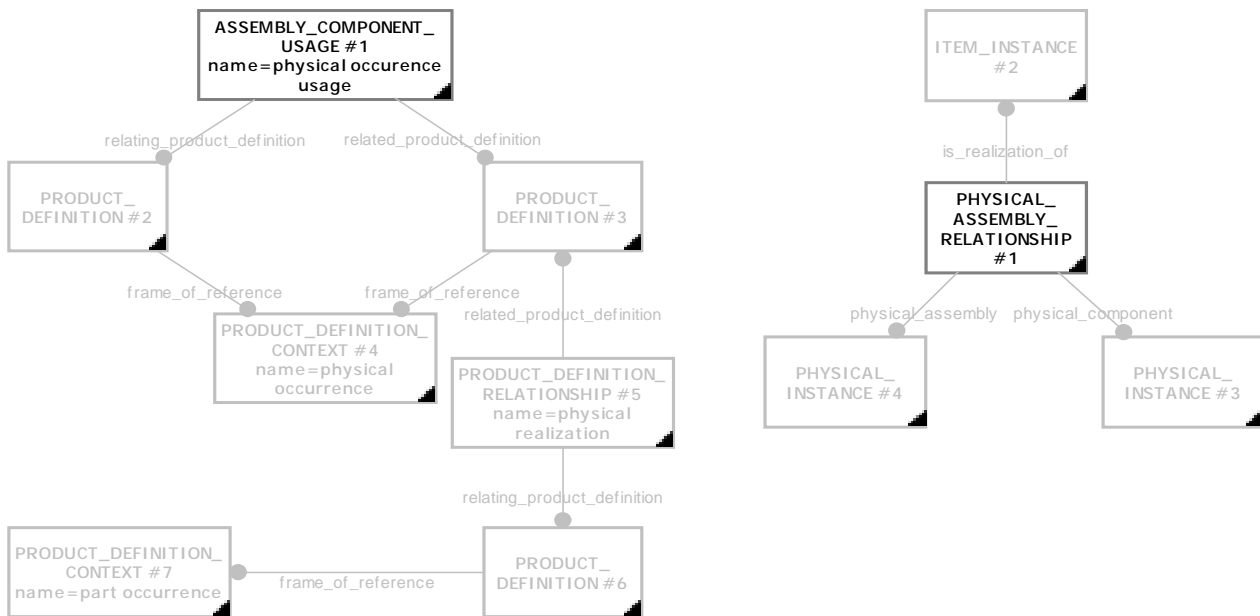 ASSEMBLY_COMPONENT_
USAGE #1
name=physical occurence
usage
relating_product_definition
related_product_definition
PRODUCT_
DEFINITION #2
PRODUCT_
DEFINITION #3
frame_of_reference
frame_of_reference
PRODUCT_DEFINITION_
CONTEXT #4
name=physical
occurrence
related_product_definition
PRODUCT_DEFINITION_
RELATIONSHIP #5
name=physical
realization
relating_product_definition
PRODUCT_DEFINITION_
CONTEXT #7
name=part occurrence
frame_of_reference
PRODUCT_
DEFINITION #6
ITEM_INSTANCE
#2
is_realization_of
PHYSICAL_
ASSEMBLY_
RELATIONSHIP
#1
physical_assembly
physical_component
PHYSICAL_
INSTANCE #4
PHYSICAL_
INSTANCE #3